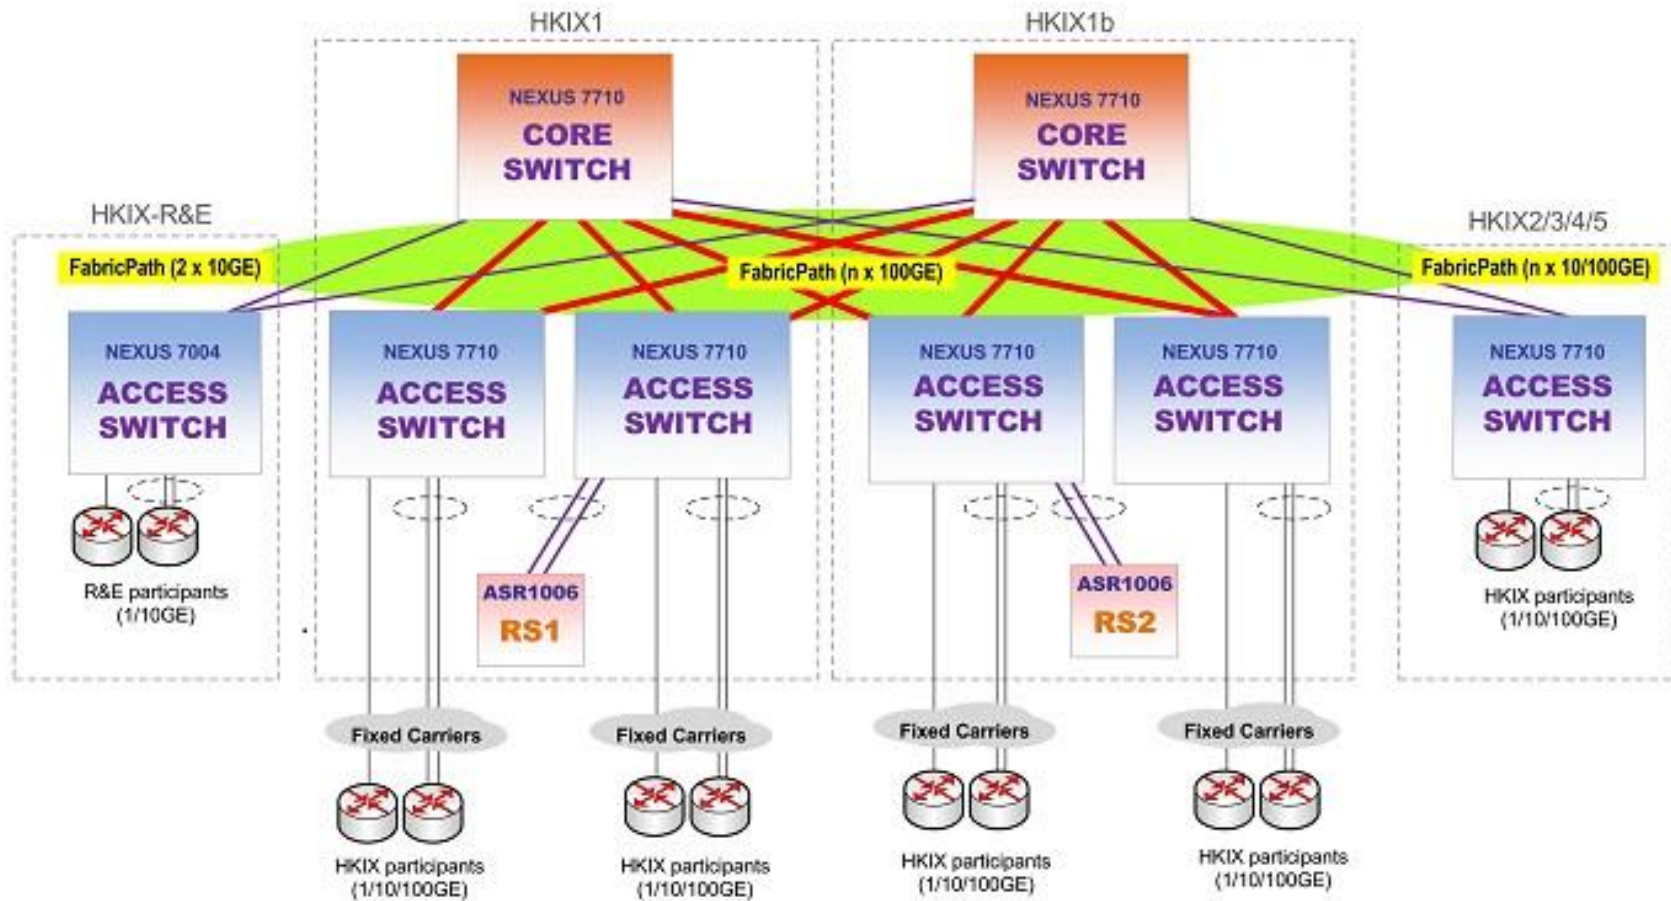 HKIX1
HKIX1b
NEXUS 7710
CORE
SWITCH
NEXUS 7710
CORE
SWITCH
HKIX-R&E
HKIX2/3/4/5
FabricPath (2 x 10GE)
FabricPath (n x 100GE)
FabricPath (n x 10/100GE)
NEXUS 7004
ACCESS
SWITCH
NEXUS 7710
ACCESS
SWITCH
NEXUS 7710
ACCESS
SWITCH
NEXUS 7710
ACCESS
SWITCH
NEXUS 7710
ACCESS
SWITCH
NEXUS 7710
ACCESS
SWITCH
R&E participants
(1/10GE)
ASR1006
RS1
ASR1006
RS2
HKIX participants
(1/10/100GE)
Fixed Carriers
Fixed Carriers
Fixed Carriers
Fixed Carriers
HKIX participants
(1/10/100GE)
HKIX participants
(1/10/100GE)
HKIX participants
(1/10/100GE)
HKIX participants
(1/10/100GE)